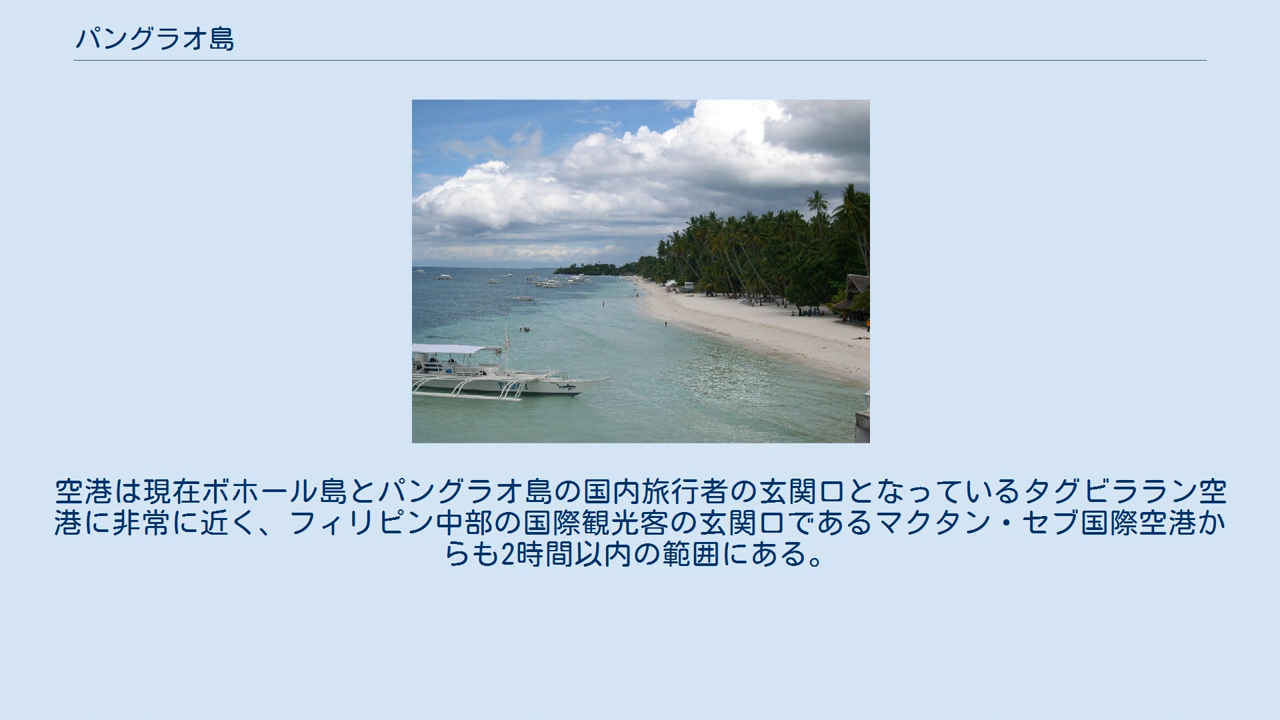 パングラオ島
空港は現在ボホール島とパングラオ島の国内旅行者の玄関口となっているタグビララン空
港に非常に近く、フィリピン中部の国際観光客の玄関口であるマクタン・セブ国際空港か
らも2時間以内の範囲にある。